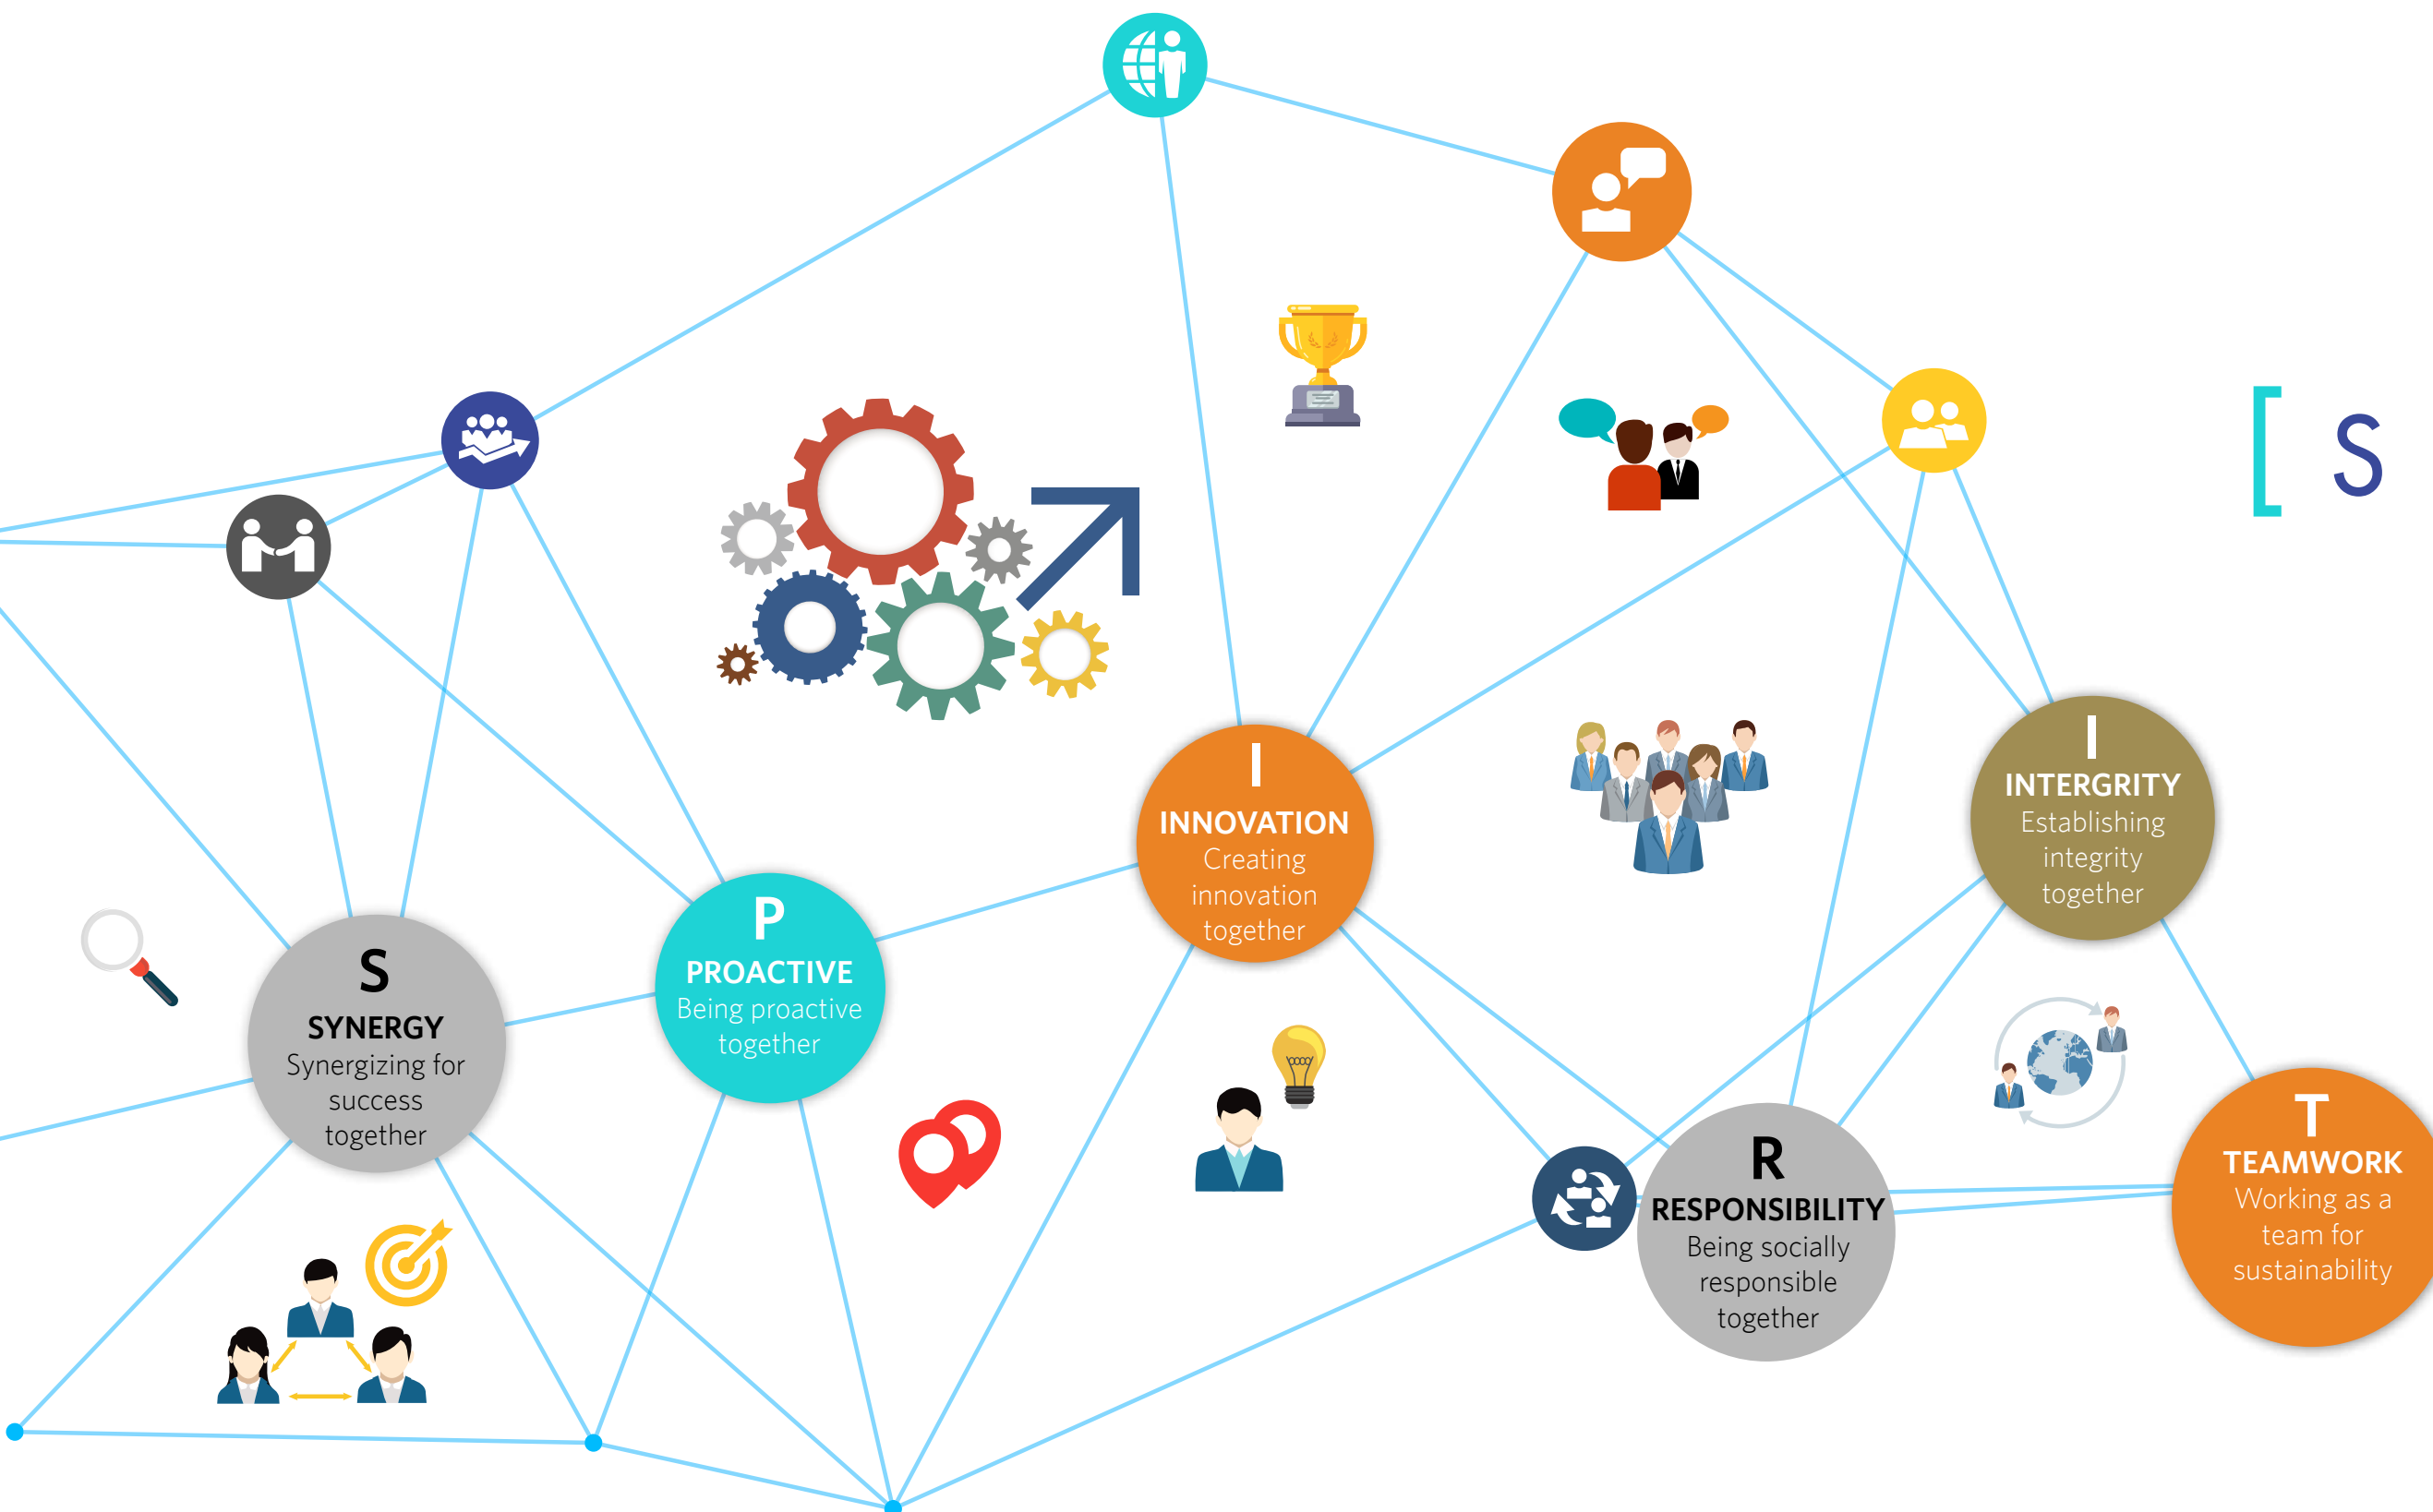 [ S
S
SYNERGY
Synergizing for
success
together
P
PROACTIVE
Being proactive
together
I
INNOVATION
Creating
innovation
together
R
RESPONSIBILITY
Being socially
responsible
together
I
INTERGRITY
Establishing
integrity
together
T
TEAMWORK
Working as a
team for
sustainability